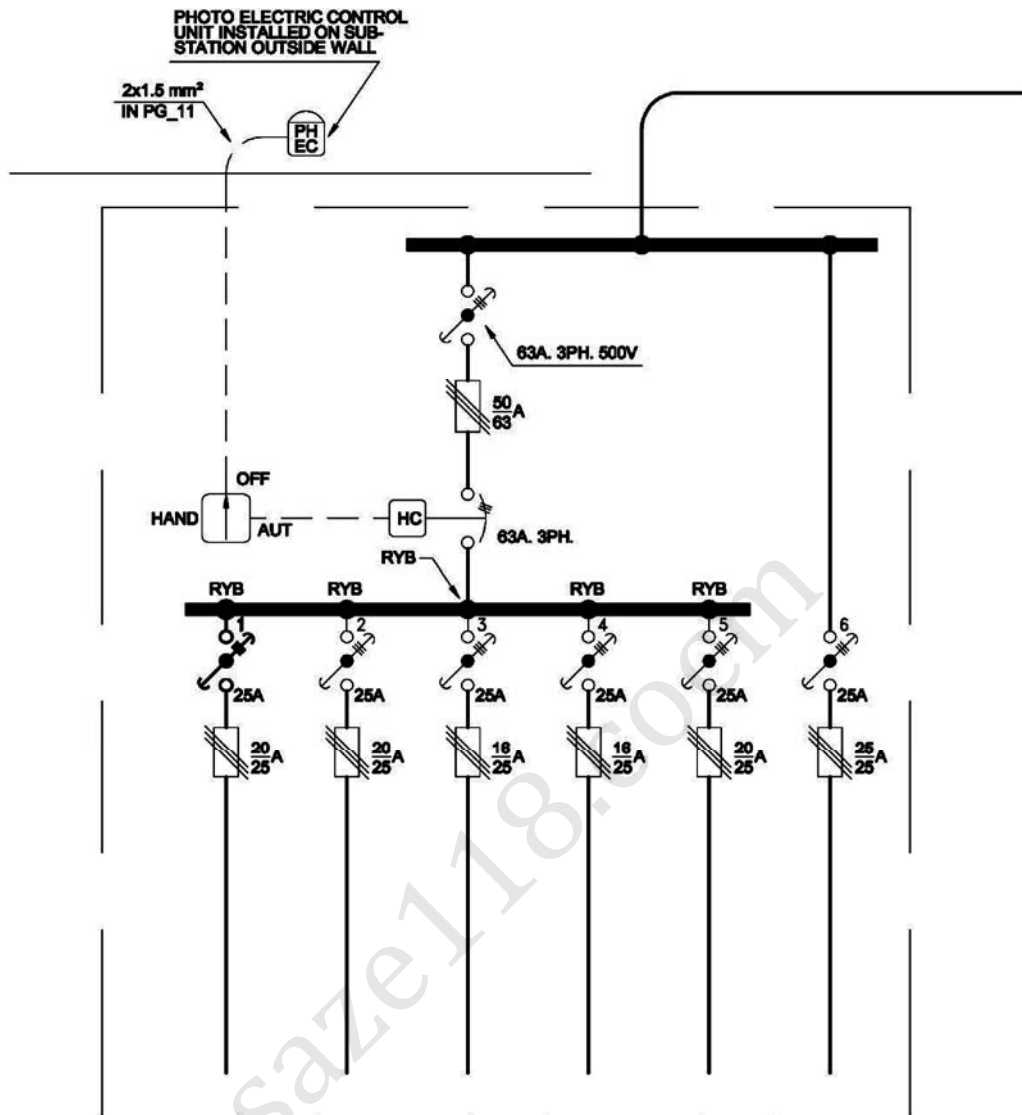 PHOTO ELECTRIC CONTROL
UNIT INSTALLED ON SUB-
STATION OUTSIDE WALL
2x1.5 mm²
IN PG_11
PH
EC
63A. 3PH. 500V
50
63 A
OFF
HAND
AUT
HC
63A. 3PH.
RYB
RYB
RYB
RYB
RYB
1
2
3
4
5
6
25A
25A
25A
25A
25A
20
25 A
20
25 A
16
25 A
16
25 A
20
25 A
25
25 A
saze118.coem